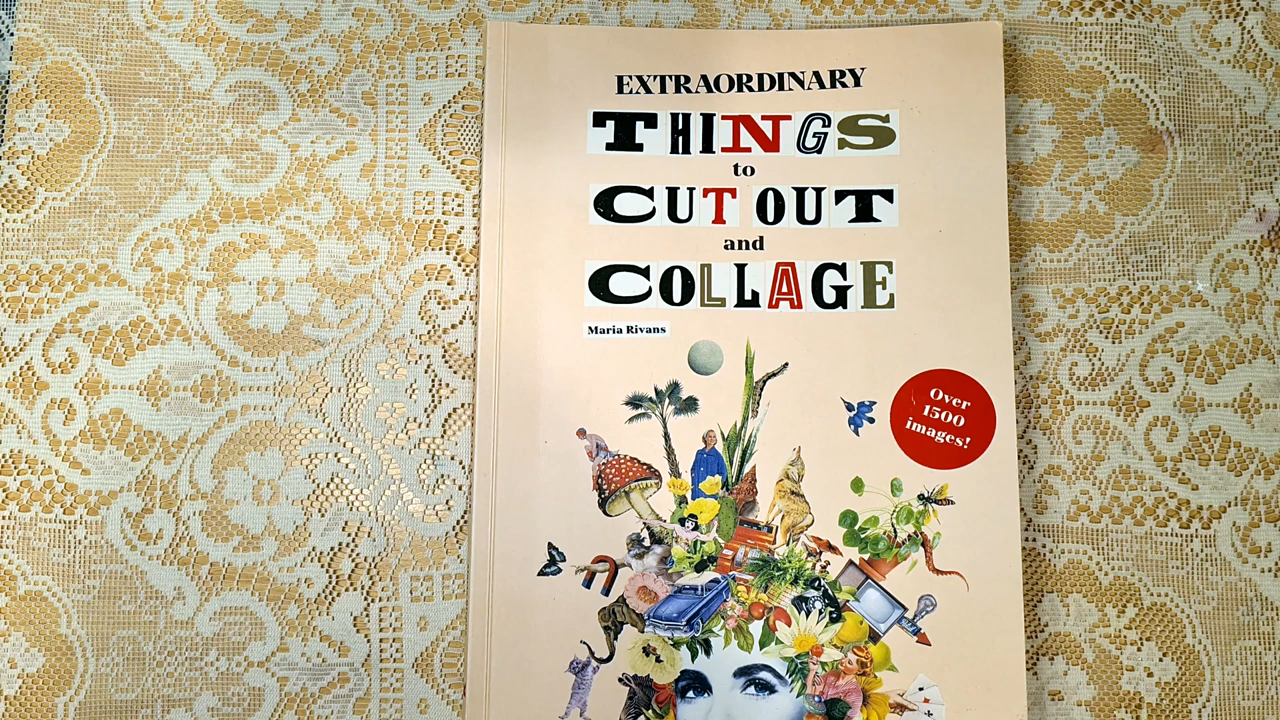 EXTRAORDINARY
THINGS
to
CUT OUT
and
COLLAGE
Maria Rivans
Over
1500
images!